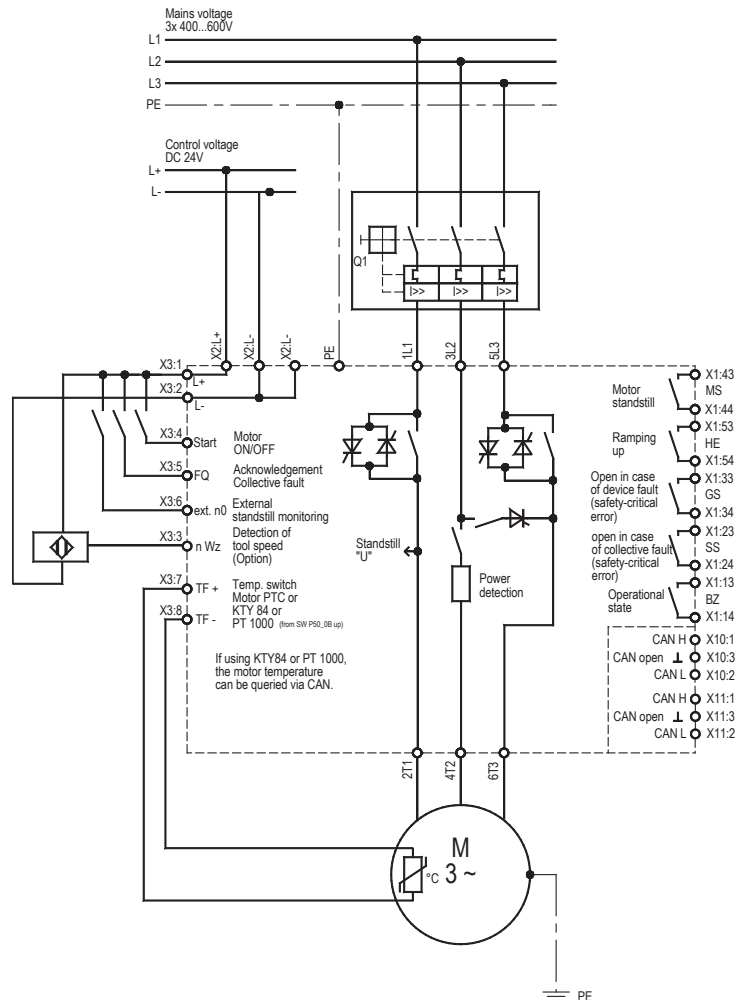 Mains voltage
3x 400...600V
L1
L2
L3
PE
Control voltage
DC 24V
L+
L-
Q1
I>>
I>>
I>>
X2:L+
X2:L-
X2:L-
PE
1L1
3L2
5L3
X3:1
L+
X3:2
L-
X3:4
Start
Motor
ON/OFF
X3:5
FQ
Acknowledgement
Collective fault
X3:6
ext. n0
External
standstill monitoring
X3:3
n Wz
Detection of
tool speed
(Option)
X3:7
TF +
X3:8
TF -
Temp. switch
Motor PTC or
KTY 84 or
PT 1000 (from SW P50_0B up)
If using KTY84 or PT 1000,
the motor temperature
can be queried via CAN.
Standstill
"U"
Power
detection
Motor
standstill
X1:43
MS
X1:44
Ramping
up
X1:53
HE
X1:54
Open in case
of device fault
(safety-critical
error)
X1:33
GS
X1:34
open in case
of collective fault
(safety-critical
error)
X1:23
SS
X1:24
Operational
state
X1:13
BZ
X1:14
CAN H X10:1
CAN open X10:3
CAN L X10:2
CAN H X11:1
CAN open X11:3
CAN L X11:2
2T1
4T2
6T3
M
3 ~
°C
PE